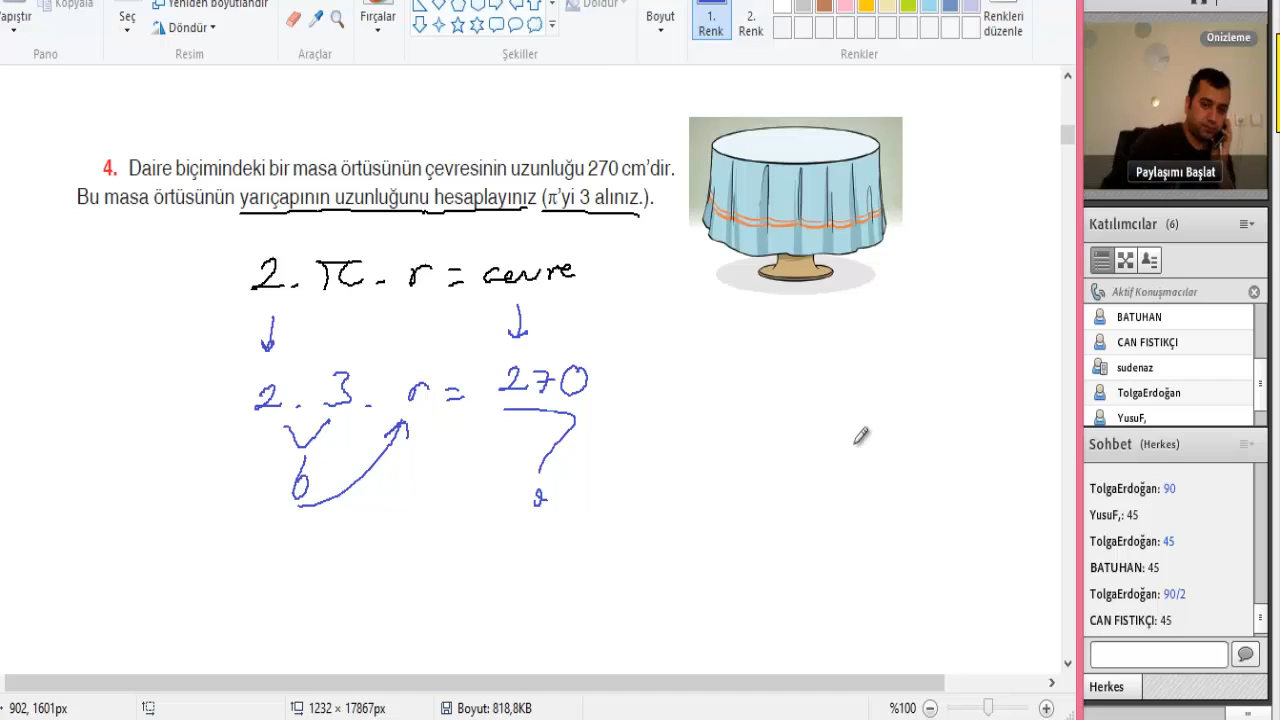 Kopyala
Yeniden boyutlandır
Yapıştır
Seç
Döndür
Fırçalar
Doldur
Boyut
1.
Renk
2.
Renk
Renkleri
düzenle
Pano
Resim
Araçlar
Şekiller
Renkler
4. Daire biçimindeki bir masa örtüsünün çevresinin uzunluğu 270 cm'dir.
Bu masa örtüsünün yarıçapının uzunluğunu hesaplayınız (π'yi 3 alınız.).
2. π. r = cevre
2. 3. r = 270
6
Önizleme
Paylaşımı Başlat
Katılımcılar (6)
Aktif Konuşmacılar
BATUHAN
CAN FISTIKÇI
sudenaz
TolgaErdoğan
YusuF,
Sohbet (Herkes)
TolgaErdoğan: 90
YusuF,: 45
TolgaErdoğan: 45
BATUHAN: 45
TolgaErdoğan: 90/2
CAN FISTIKÇI: 45
Herkes
902, 1601px
1232 × 17867px
Boyut: 818,8KB
%100